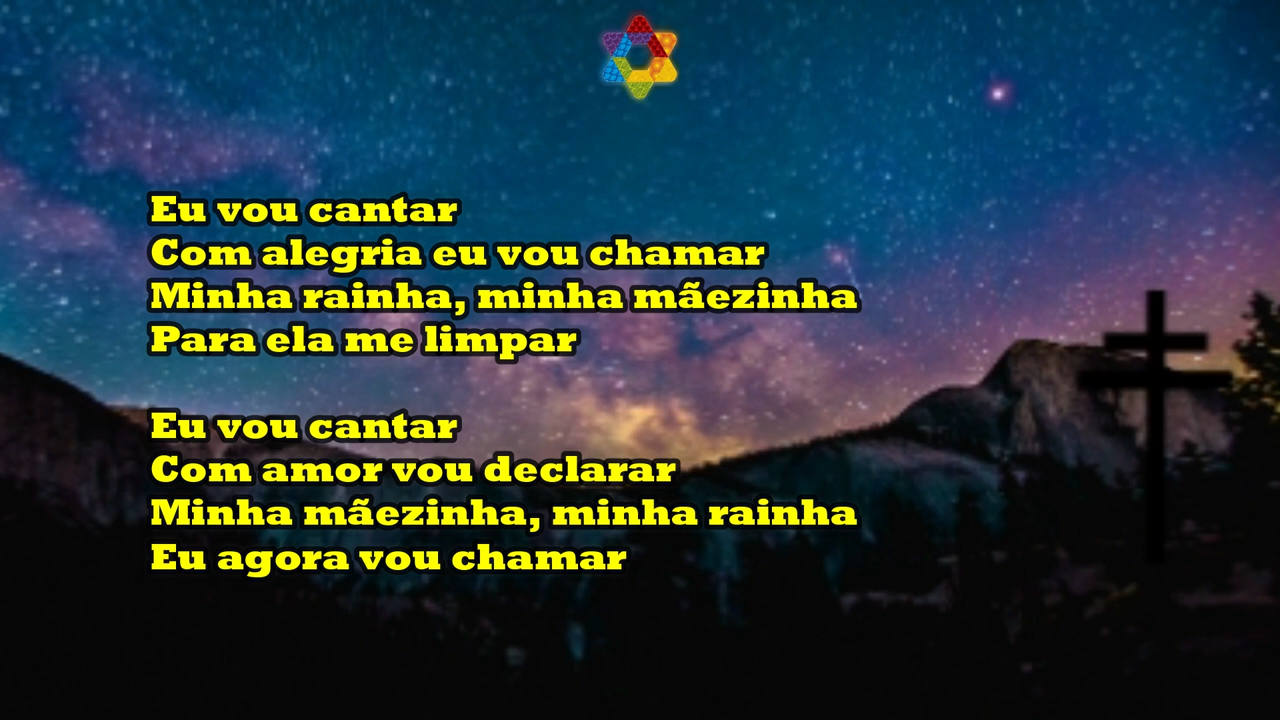 Eu vou cantar
Com alegria eu vou chamar
Minha rainha, minha mãezinha
Para ela me limpar
Eu vou cantar
Com amor vou declarar
Minha mãezinha, minha rainha
Eu agora vou chamar